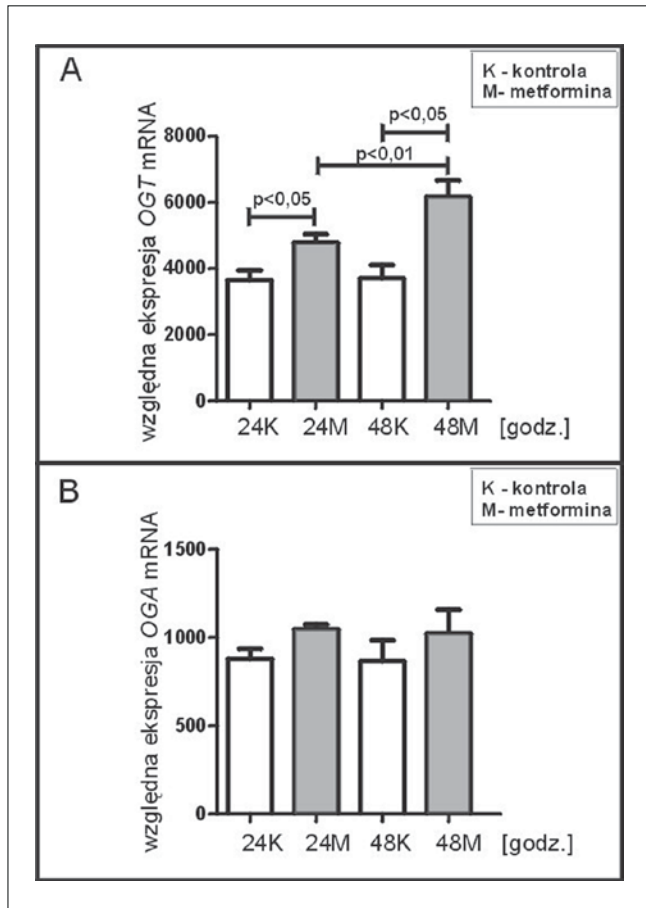 A
K - kontrola
M- metformina
względna ekspresja OGT mRNA
8000
6000
4000
2000
0
p<0,05
p<0,01
p<0,05
24K 24M 48K 48M [godz.]
B
K - kontrola
M- metformina
względna ekspresja OGA mRNA
1500
1000
500
0
24K 24M 48K 48M [godz.]